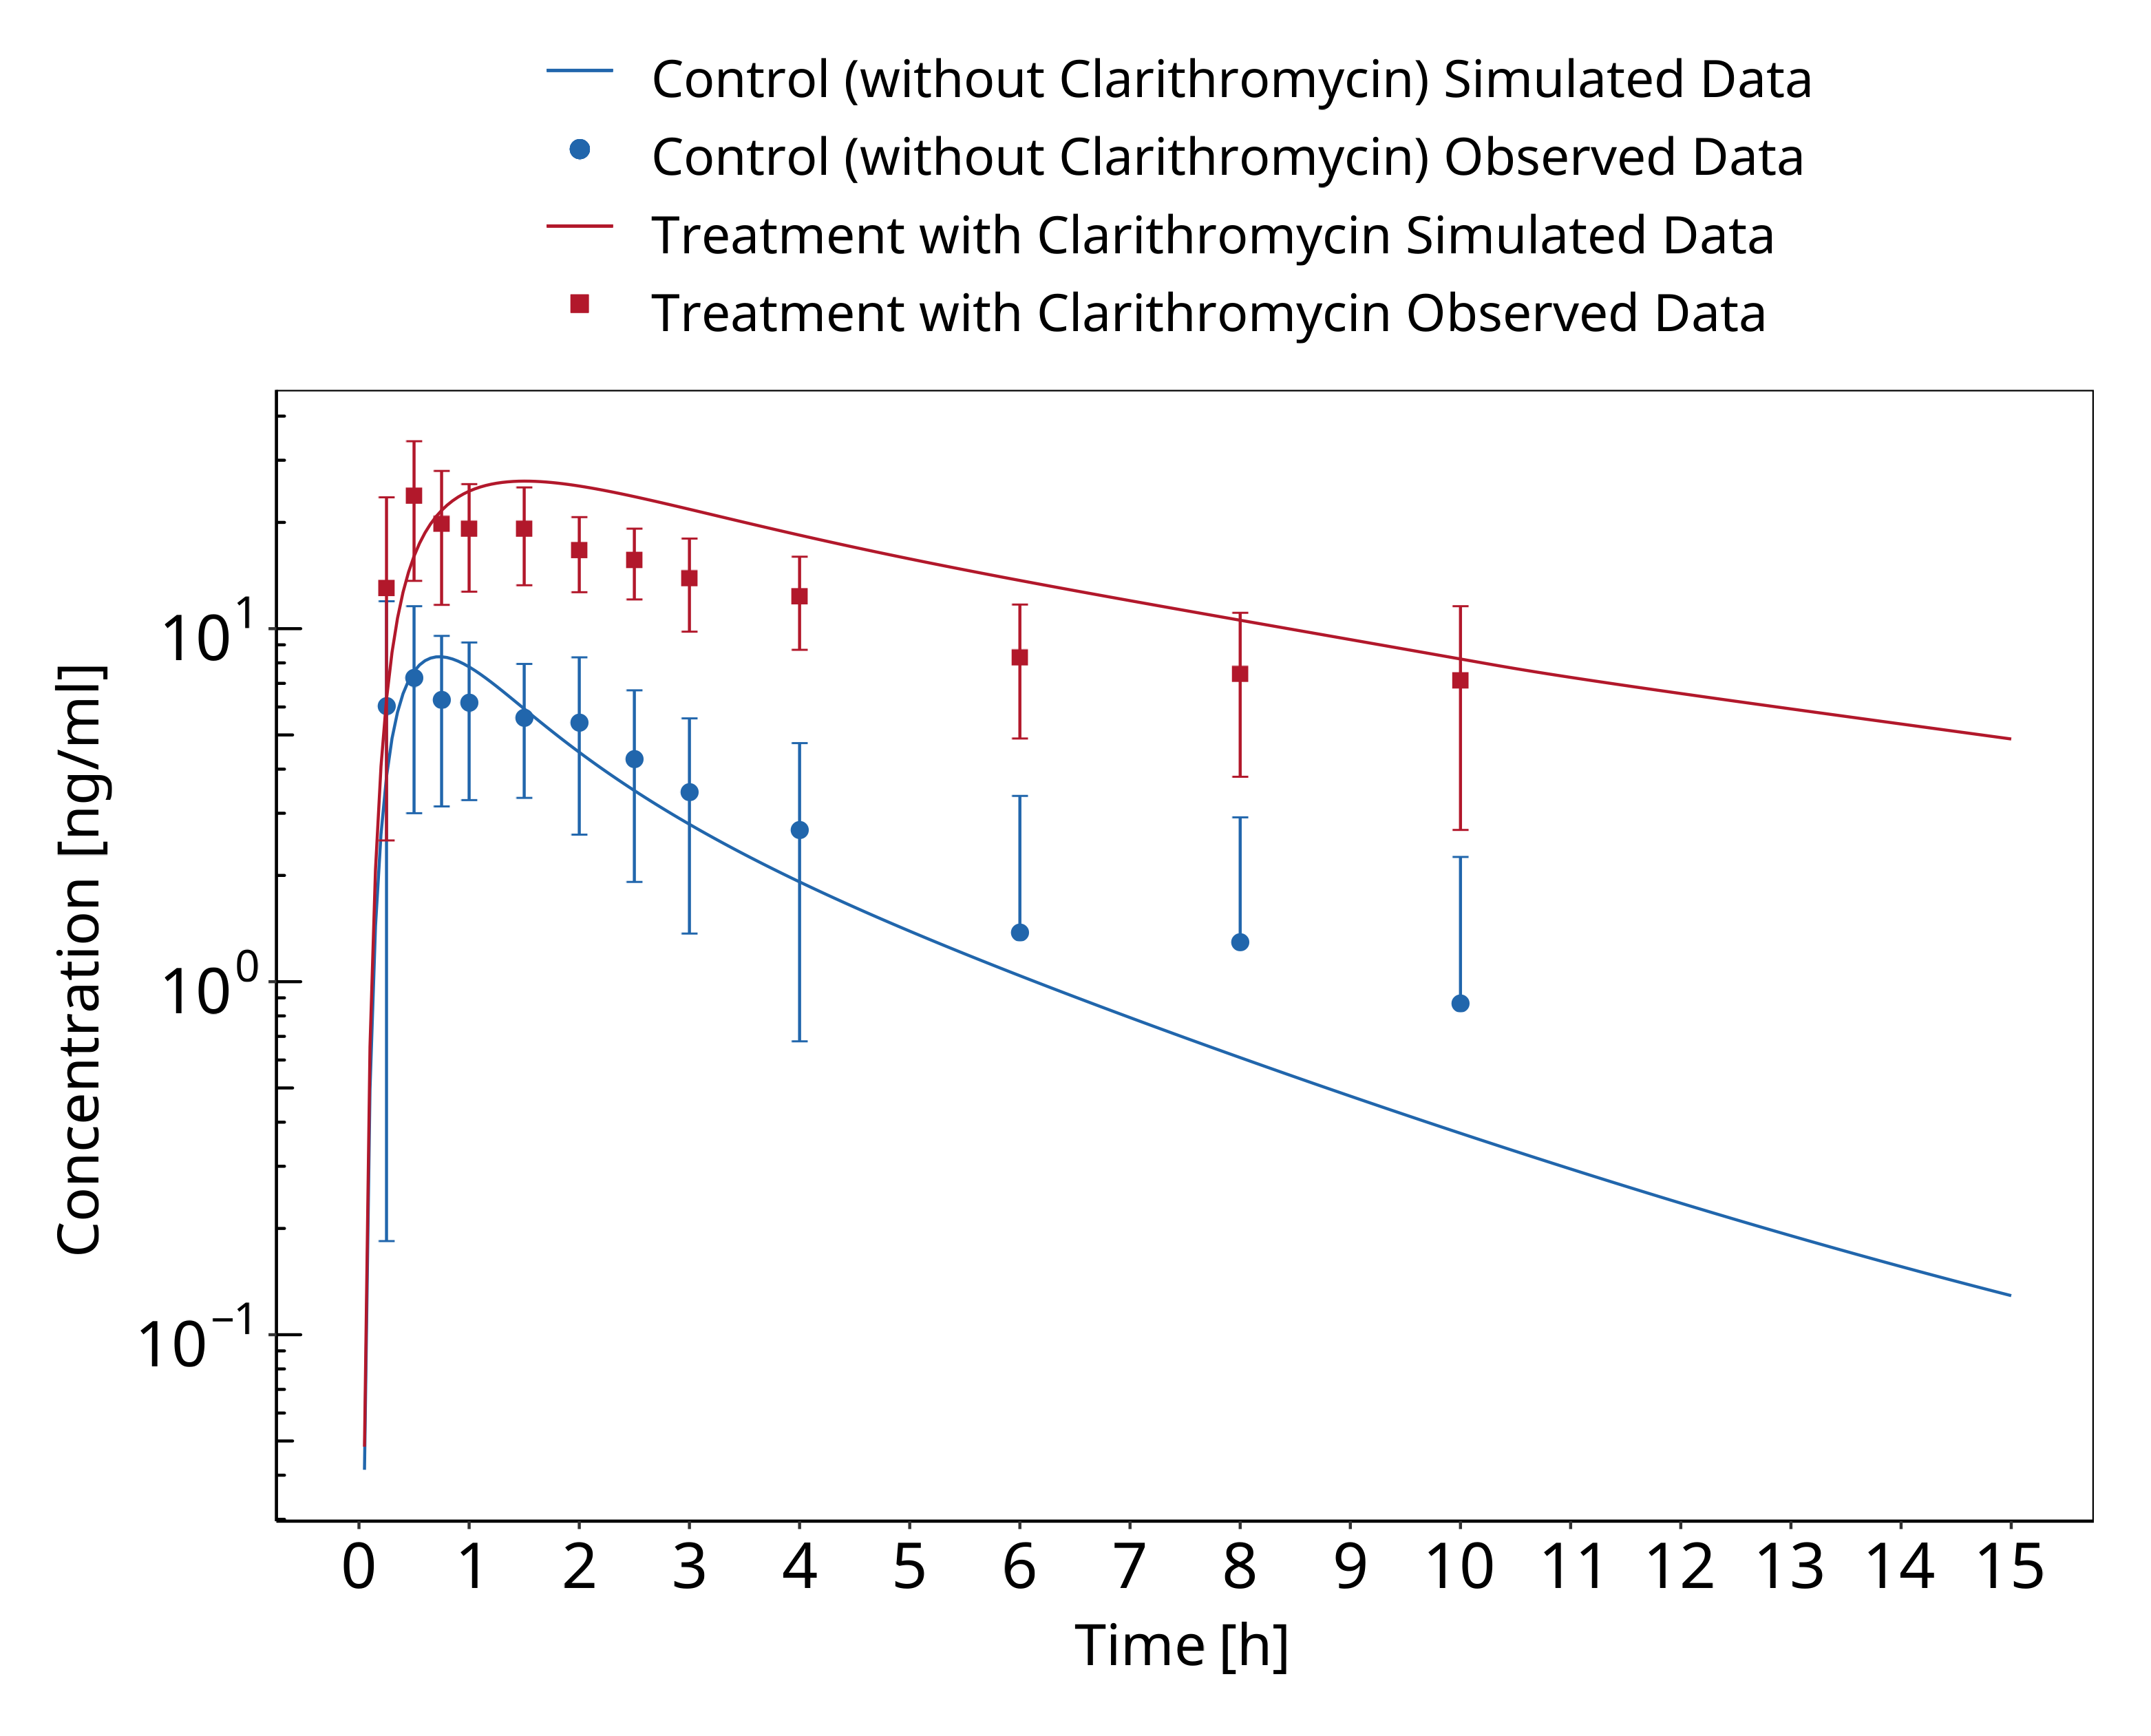 Control (without Clarithromycin) Simulated Data
Control (without Clarithromycin) Observed Data
Treatment with Clarithromycin Simulated Data
Treatment with Clarithromycin Observed Data
Concentration [ng/ml]
10^1
10^0
10^−1
0 1 2 3 4 5 6 7 8 9 10 11 12 13 14 15
Time [h]